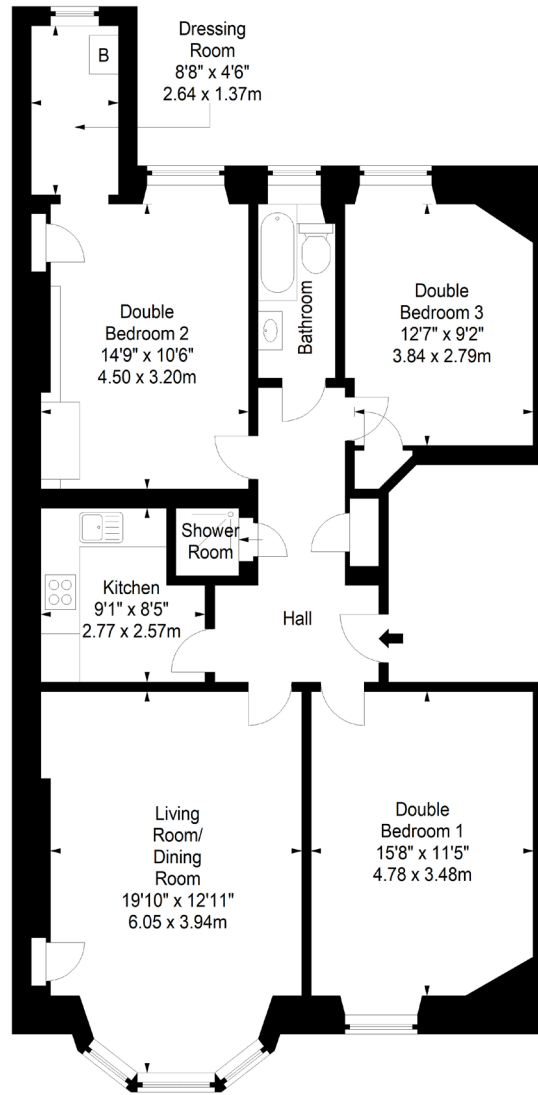 Dressing
Room
8'8" x 4'6"
2.64 x 1.37m
B
Double
Bedroom 2
14'9" x 10'6"
4.50 x 3.20m
Bathroom
Double
Bedroom 3
12'7" x 9'2"
3.84 x 2.79m
Shower
Room
Kitchen
9'1" x 8'5"
2.77 x 2.57m
Hall
Living
Room/
Dining
Room
19'10" x 12'11"
6.05 x 3.94m
Double
Bedroom 1
15'8" x 11'5"
4.78 x 3.48m